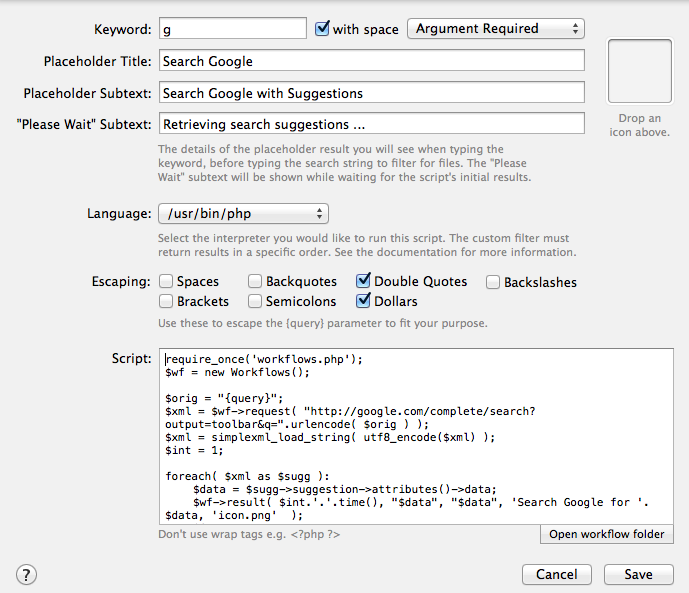 Keyword: g with space Argument Required
Placeholder Title: Search Google
Placeholder Subtext: Search Google with Suggestions
"Please Wait" Subtext: Retrieving search suggestions ...
Drop an
icon above.
The details of the placeholder result you will see when typing the
keyword, before typing the search string to filter for files. The "Please
Wait" subtext will be shown while waiting for the script's initial results.
Language: /usr/bin/php
Select the interpreter you would like to run this script. The custom filter must
return results in a specific order. See the documentation for more information.
Escaping: Spaces Backquotes Double Quotes Backslashes
Brackets Semicolons Dollars
Use these to escape the {query} parameter to fit your purpose.
Script: require_once('workflows.php');
$wf = new Workflows();
$orig = "{query}";
$xml = $wf->request( "http://google.com/complete/search?
output=toolbar&q=".urlencode( $orig ) );
$xml = simplexml_load_string( utf8_encode($xml) );
$int = 1;
foreach( $xml as $sugg ):
$data = $sugg->suggestion->attributes()->data;
$wf->result( $int.'.'.time(), "$data", "$data", 'Search Google for '.
$data, 'icon.png'  );
Don't use wrap tags e.g. <?php ?>
Open workflow folder
? Cancel Save